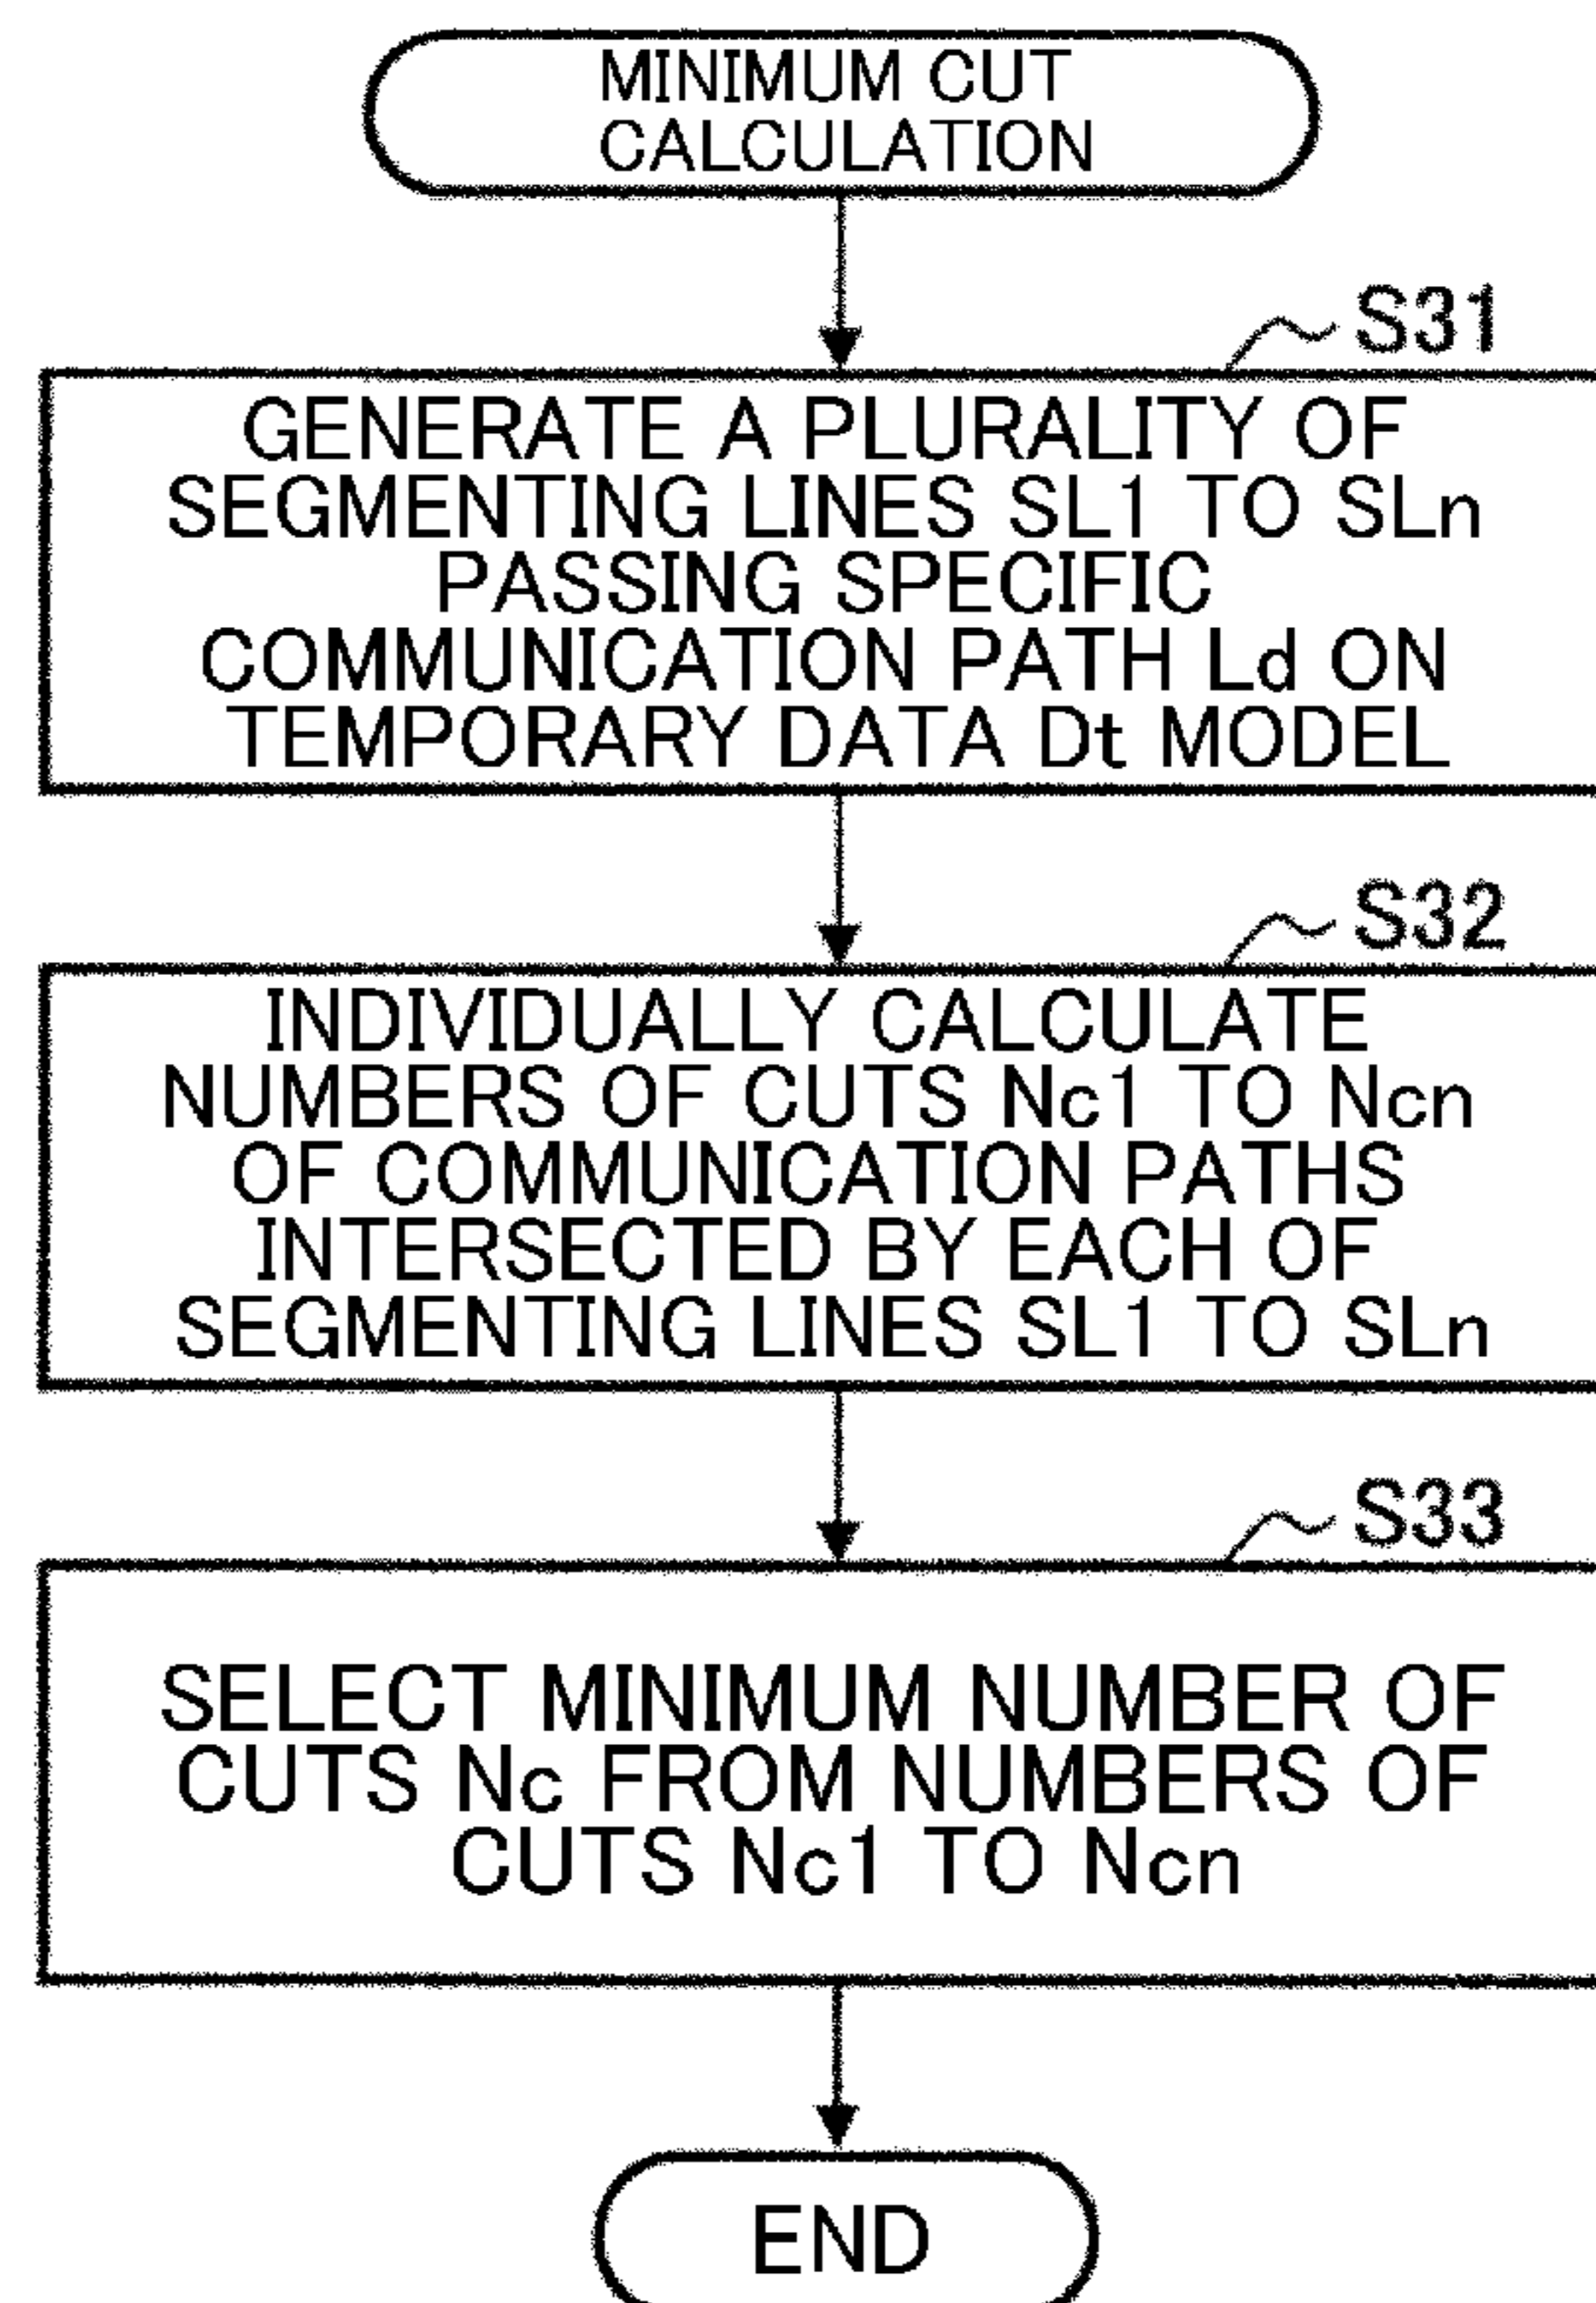 MINIMUM CUT
CALCULATION
S31
GENERATE A PLURALITY OF
SEGMENTING LINES SL1 TO SLn
PASSING SPECIFIC
COMMUNICATION PATH Ld ON
TEMPORARY DATA Dt MODEL
S32
INDIVIDUALLY CALCULATE
NUMBERS OF CUTS Nc1 TO Ncn
OF COMMUNICATION PATHS
INTERSECTED BY EACH OF
SEGMENTING LINES SL1 TO SLn
S33
SELECT MINIMUM NUMBER OF
CUTS Nc FROM NUMBERS OF
CUTS Nc1 TO Ncn
END